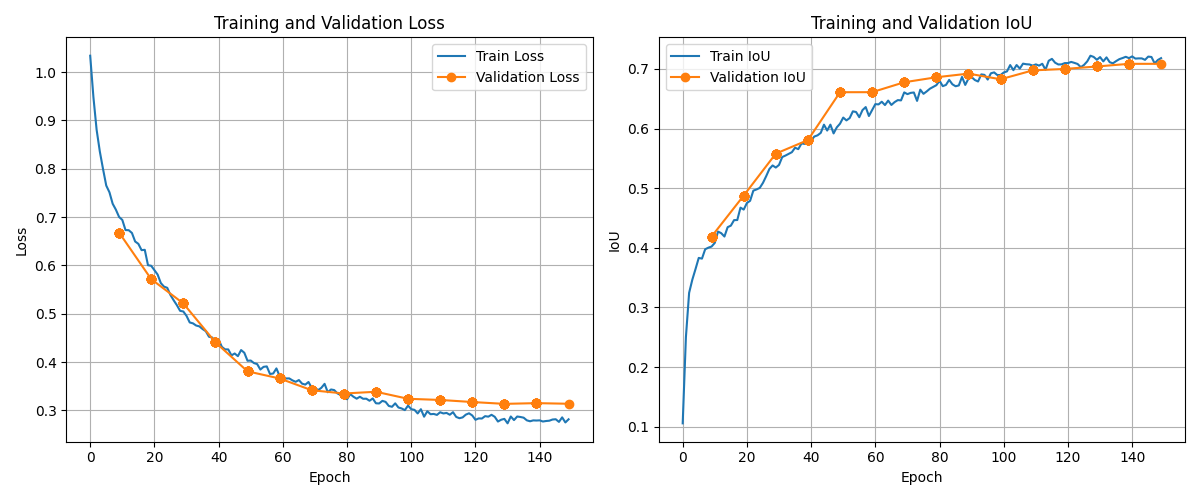 Training and Validation Loss
Train Loss
Validation Loss
1.0
0.9
0.8
0.7
0.6
0.5
0.4
0.3
Loss
0 20 40 60 80 100 120 140
Epoch
Training and Validation IoU
Train IoU
Validation IoU
0.7
0.6
0.5
0.4
0.3
0.2
0.1
IoU
0 20 40 60 80 100 120 140
Epoch